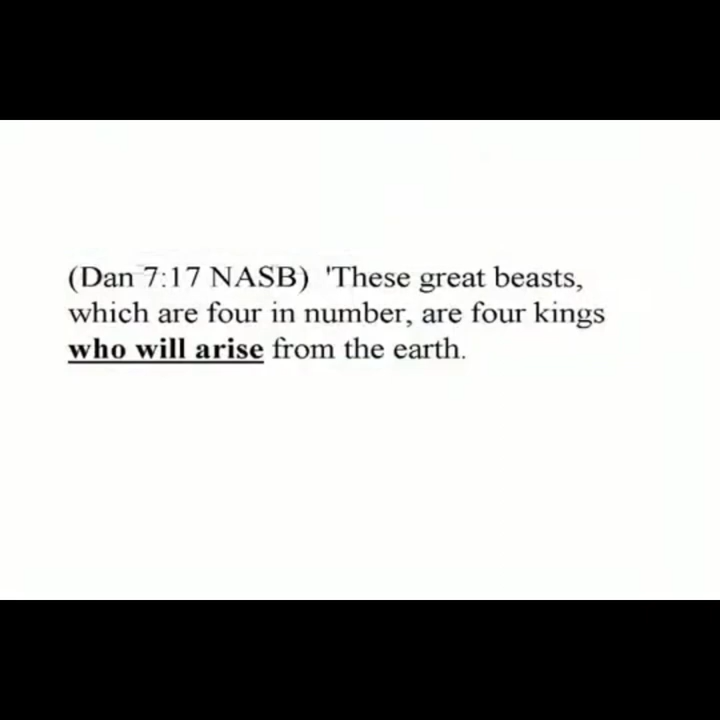 (Dan 7:17 NASB)  'These great beasts,
which are four in number, are four kings
who will arise from the earth.